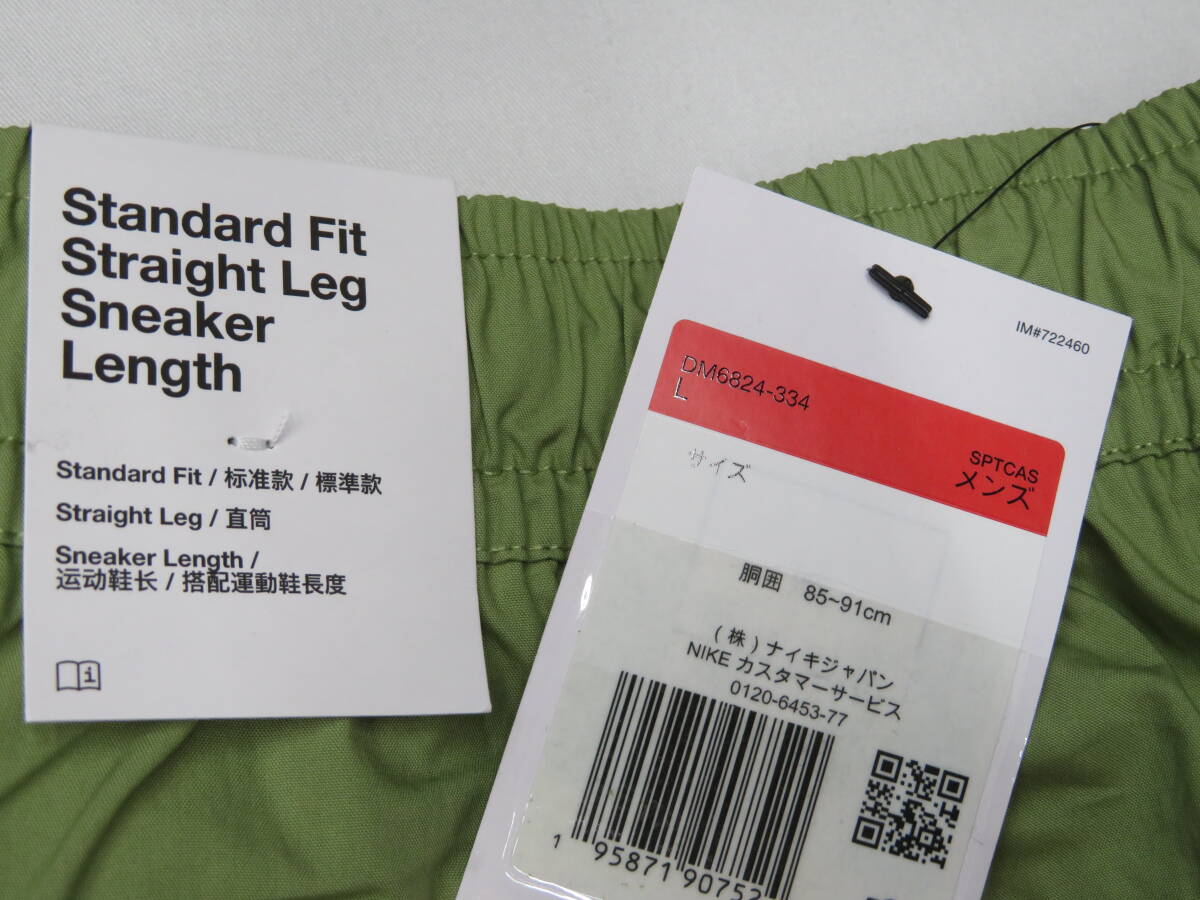 Standard Fit
Straight Leg
Sneaker
Length
Standard Fit / 标准款 / 標準款
Straight Leg / 直筒
Sneaker Length /
运动鞋长 / 搭配運動鞋長度
i
IM#722460
DM6824-334
L
SPTCAS
メンズ
サイズ
胴囲 85~91cm
(株)ナイキジャパン
NIKE カスタマーサービス
0120-6453-77
1 95871 90752